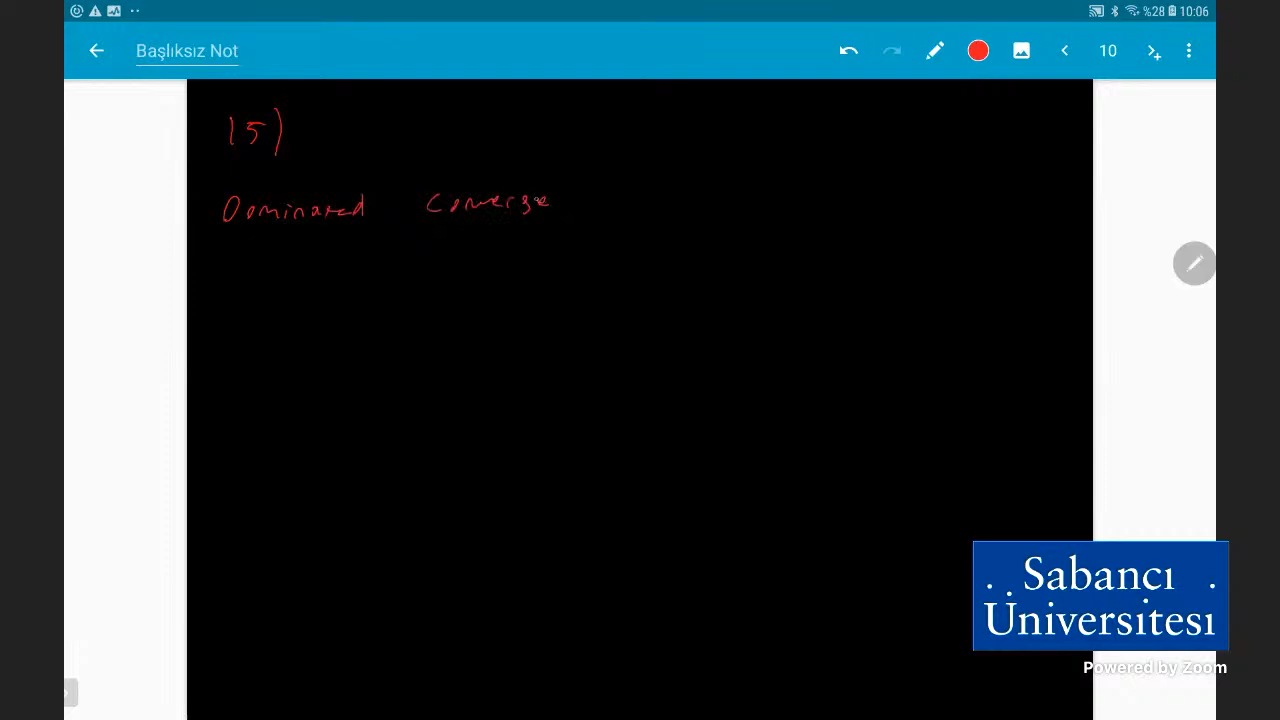 %28 10:06
Başlıksız Not
10
15)
Dominated Converge
Sabancı
Üniversitesi
Powered by Zoom